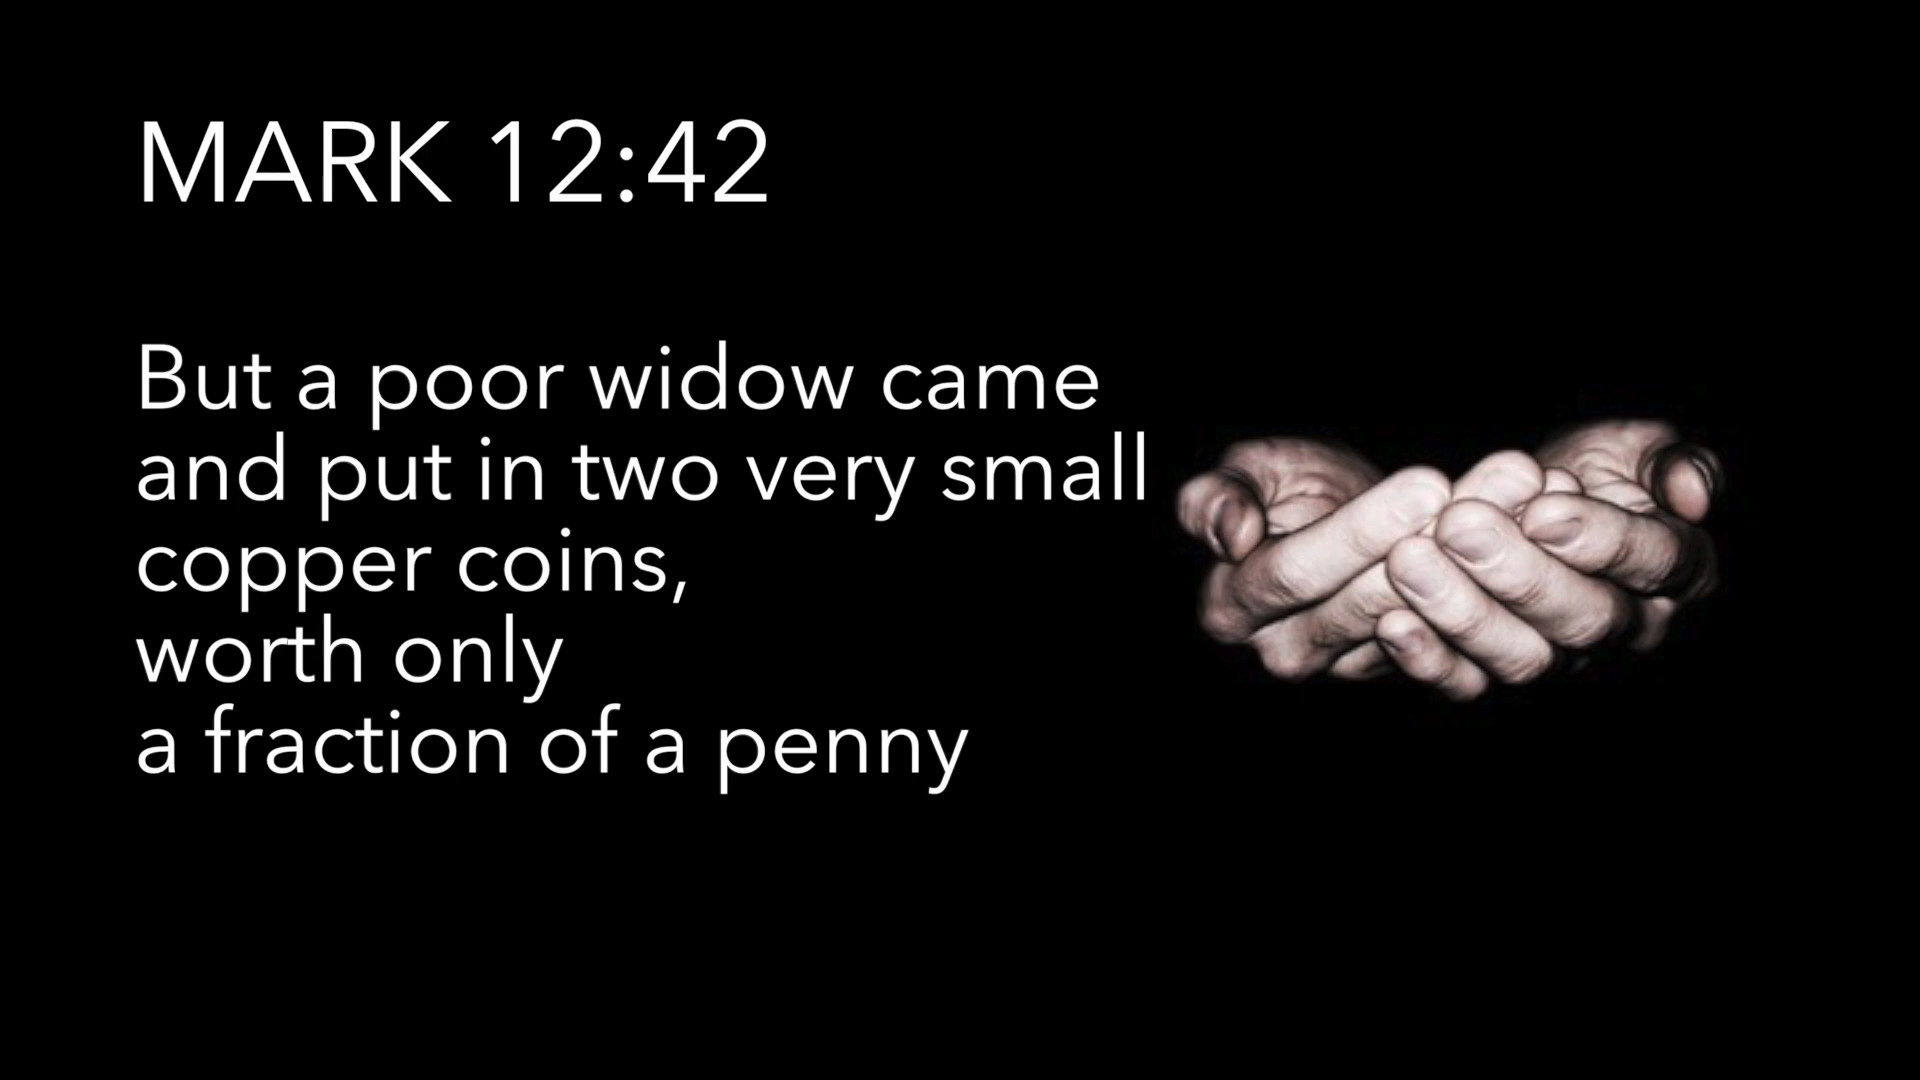 MARK 12:42
But a poor widow came
and put in two very small
copper coins,
worth only
a fraction of a penny